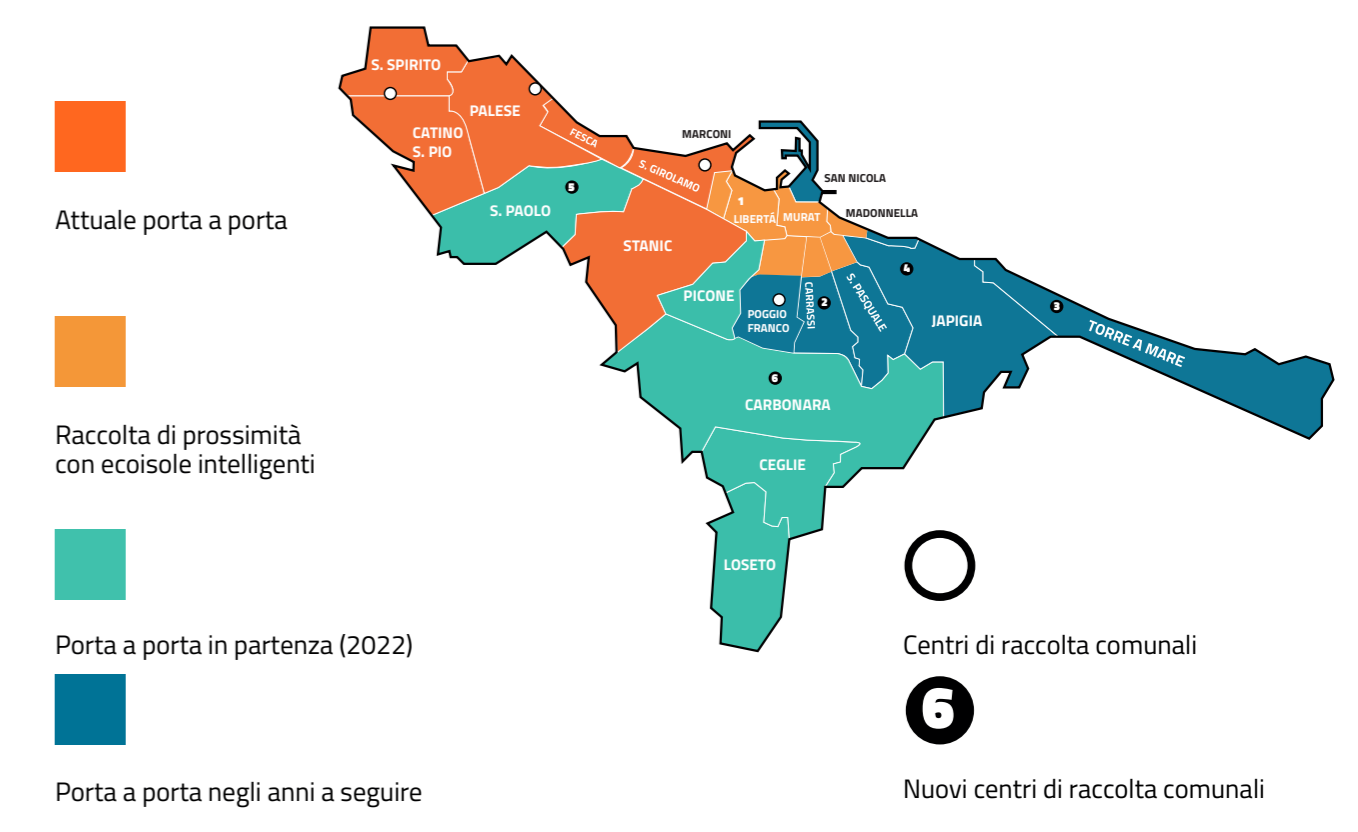 S. SPIRITO
PALESE
CATINO
S. PIO
FESCA
S. GIROLAMO
MARCONI
SAN NICOLA
MADONNELLA
1
LIBERTÀ
MURAT
5
S. PAOLO
STANIC
PICONE
POGGIO
FRANCO
CARRASSI
2
S. PASQUALE
4
JAPIGIA
3
TORRE A MARE
6
CARBONARA
CEGLIE
LOSETO
Attuale porta a porta
Raccolta di prossimità
con ecoisole intelligenti
Porta a porta in partenza (2022)
Porta a porta negli anni a seguire
Centri di raccolta comunali
6
Nuovi centri di raccolta comunali